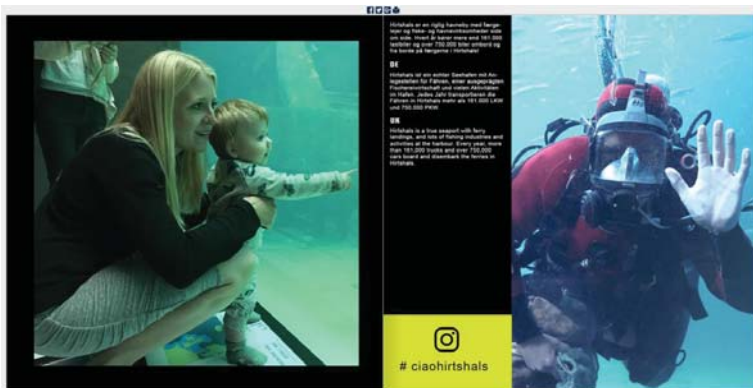 Hirtshals er en rigtig havneby med færge-
lejer og fiske- og havnevirksomheder side
om side. Hvert år kører mere end 161.000
lastbiler og over 750.000 biler ombord og
fra borde på færgerne i Hirtshals!
DE
Hirtshals ist ein echter Seehafen mit An-
legestellen für Fähren, einer ausgeprägten
Fischereiwirtschaft und vielen Aktivitäten
im Hafen. Jedes Jahr transportieren die
Fähren in Hirtshals mehr als 161.000 LKW
und 750.000 PKW.
UK
Hirtshals is a true seaport with ferry
landings, and lots of fishing industries and
activities at the harbour. Every year, more
than 161,000 trucks and over 750,000
cars board and disembark the ferries in
Hirtshals.
# ciaohirtshals